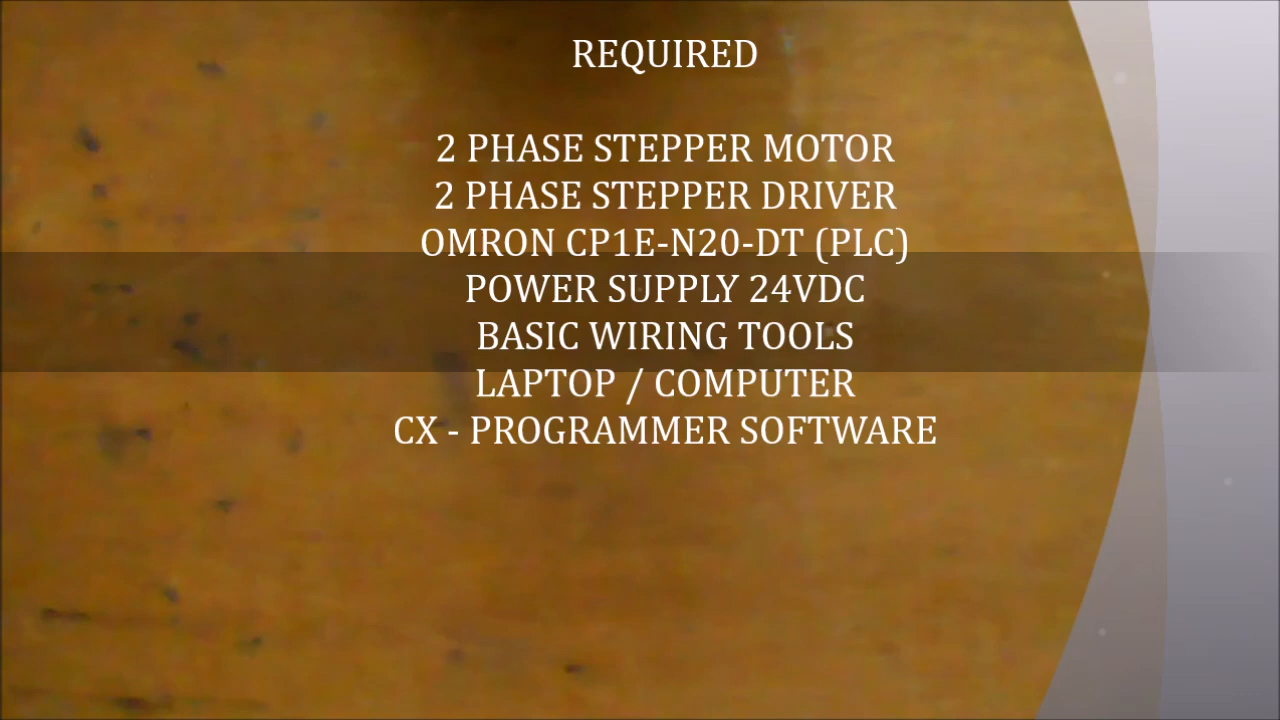 REQUIRED
2 PHASE STEPPER MOTOR
2 PHASE STEPPER DRIVER
OMRON CP1E-N20-DT (PLC)
POWER SUPPLY 24VDC
BASIC WIRING TOOLS
LAPTOP / COMPUTER
CX - PROGRAMMER SOFTWARE